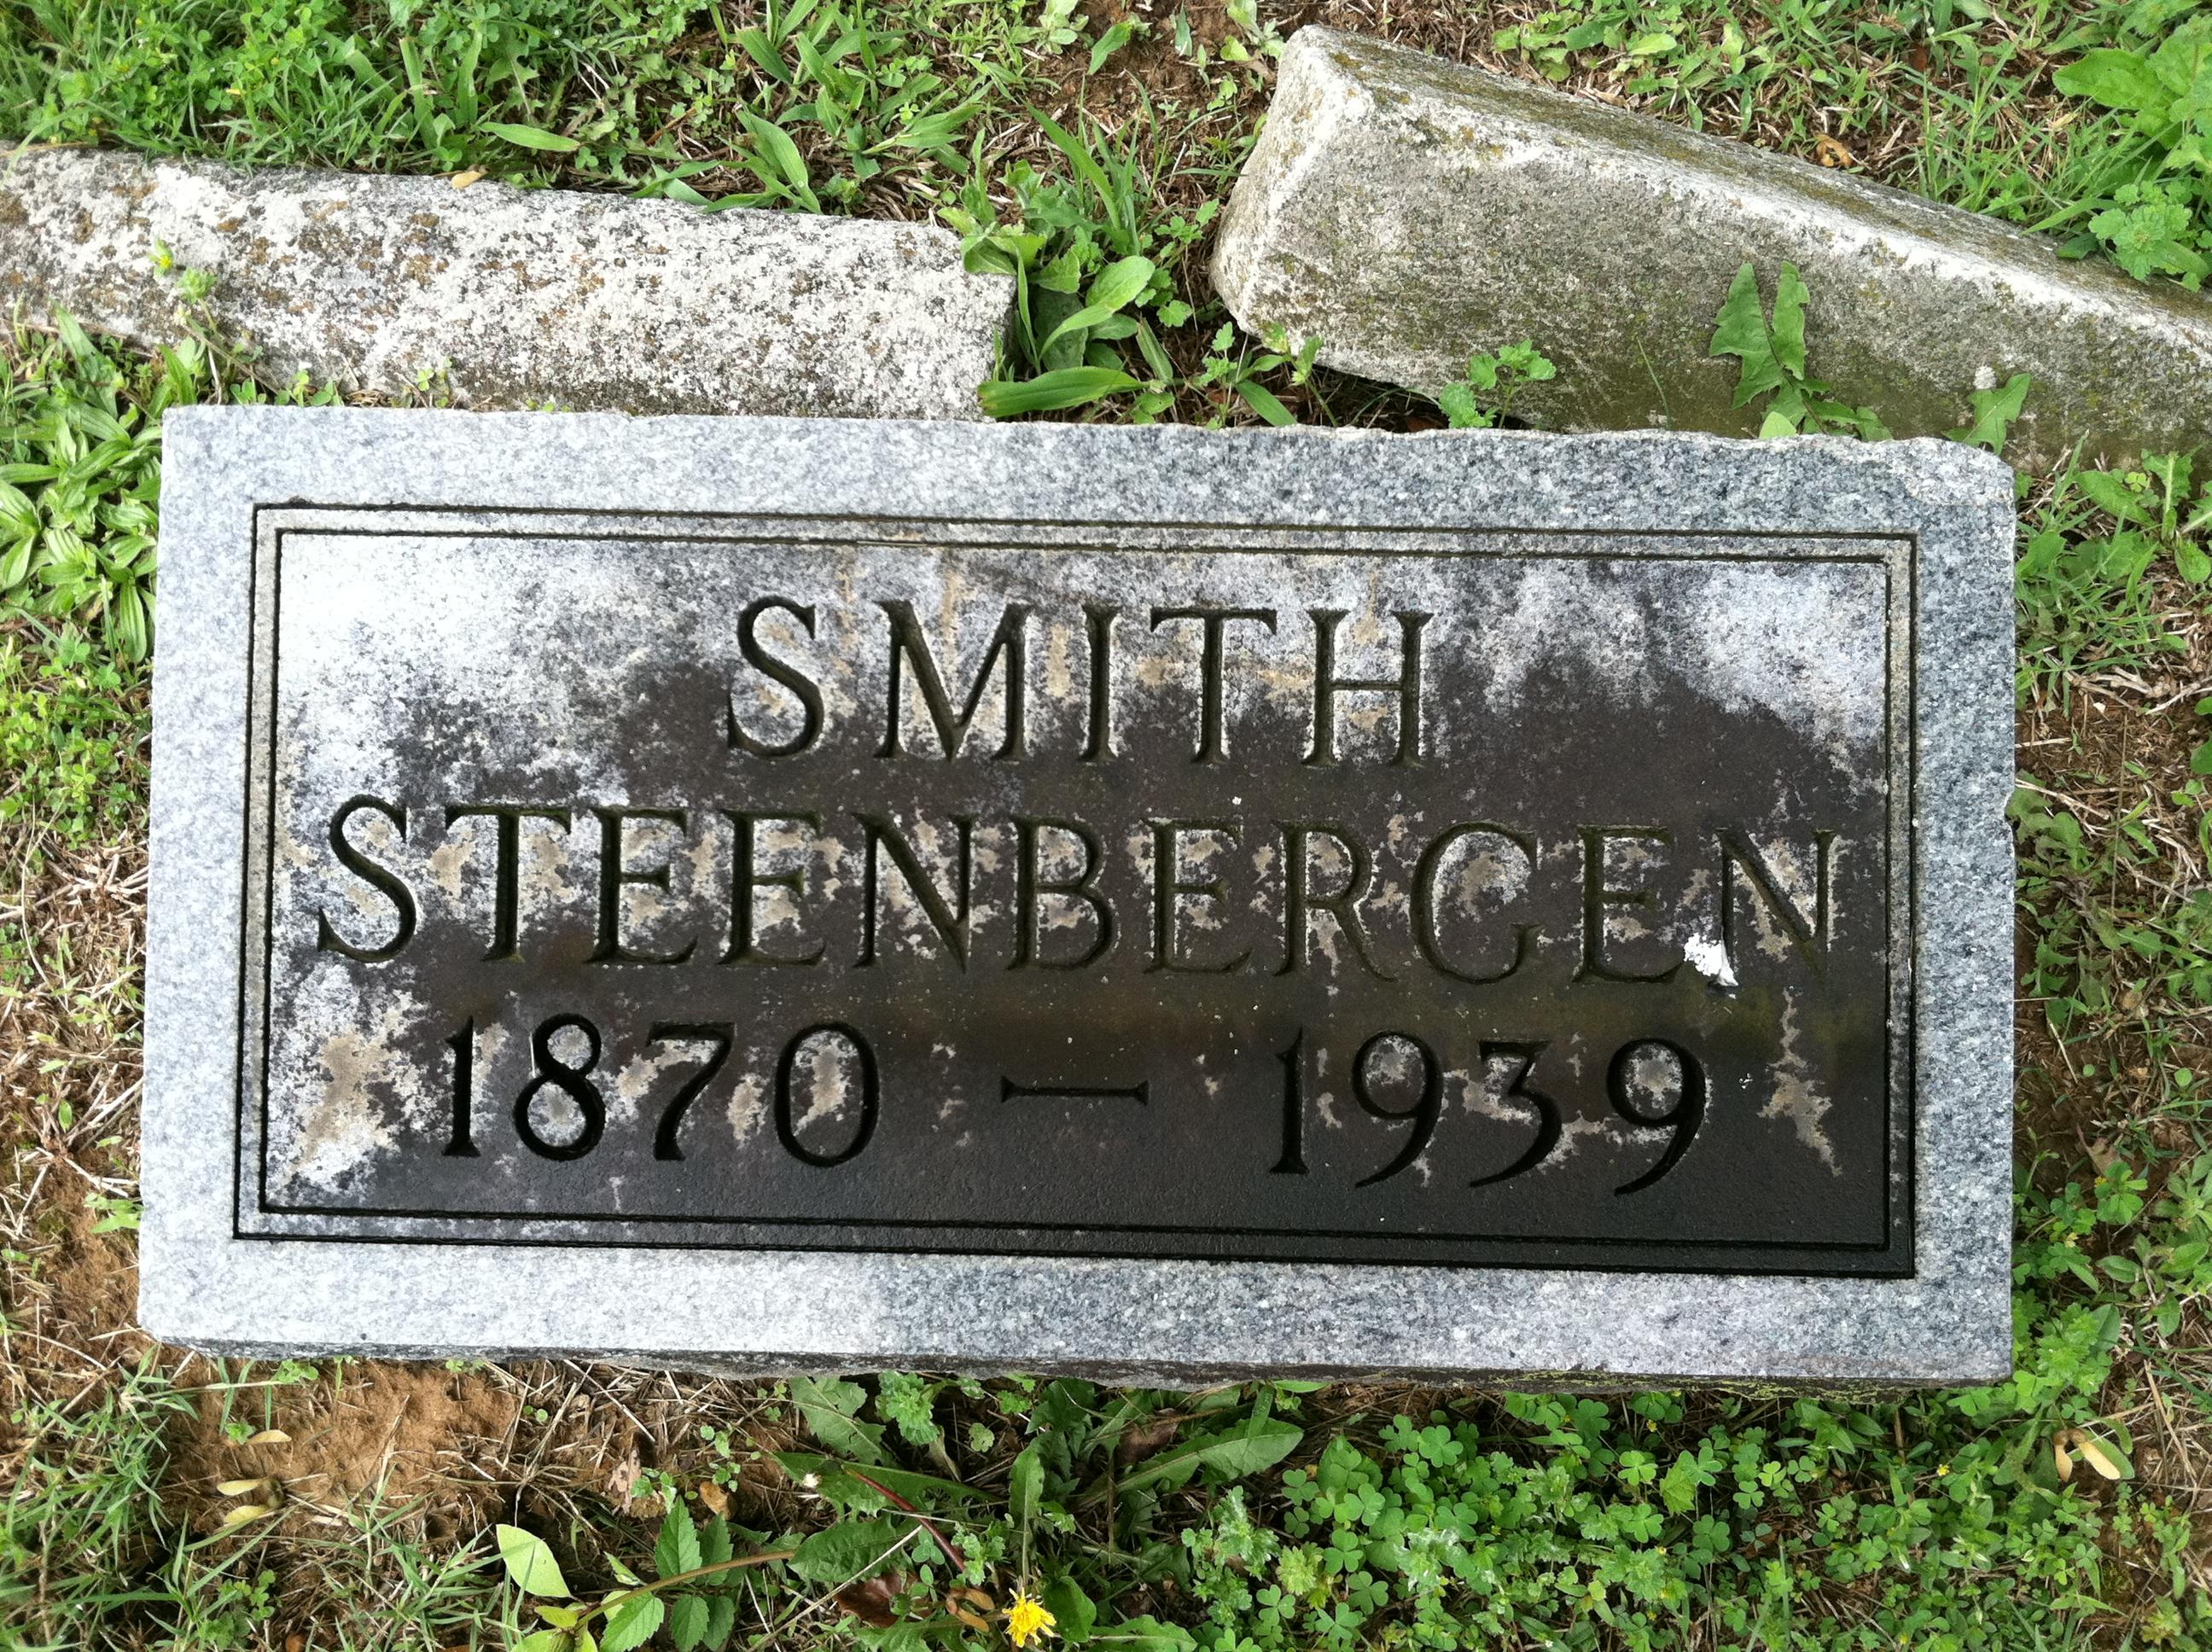 SMITH
STEENBERGEN
1870 — 1939